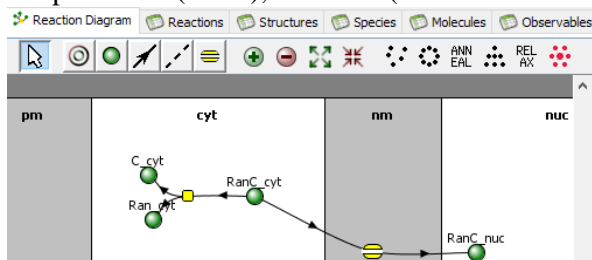 Reaction Diagram Reactions Structures Species Molecules Observables
ANN EAL REL AX
pm cyt nm nuc
C_cyt
RanC_cyt
Ran_cyt
RanC_nuc